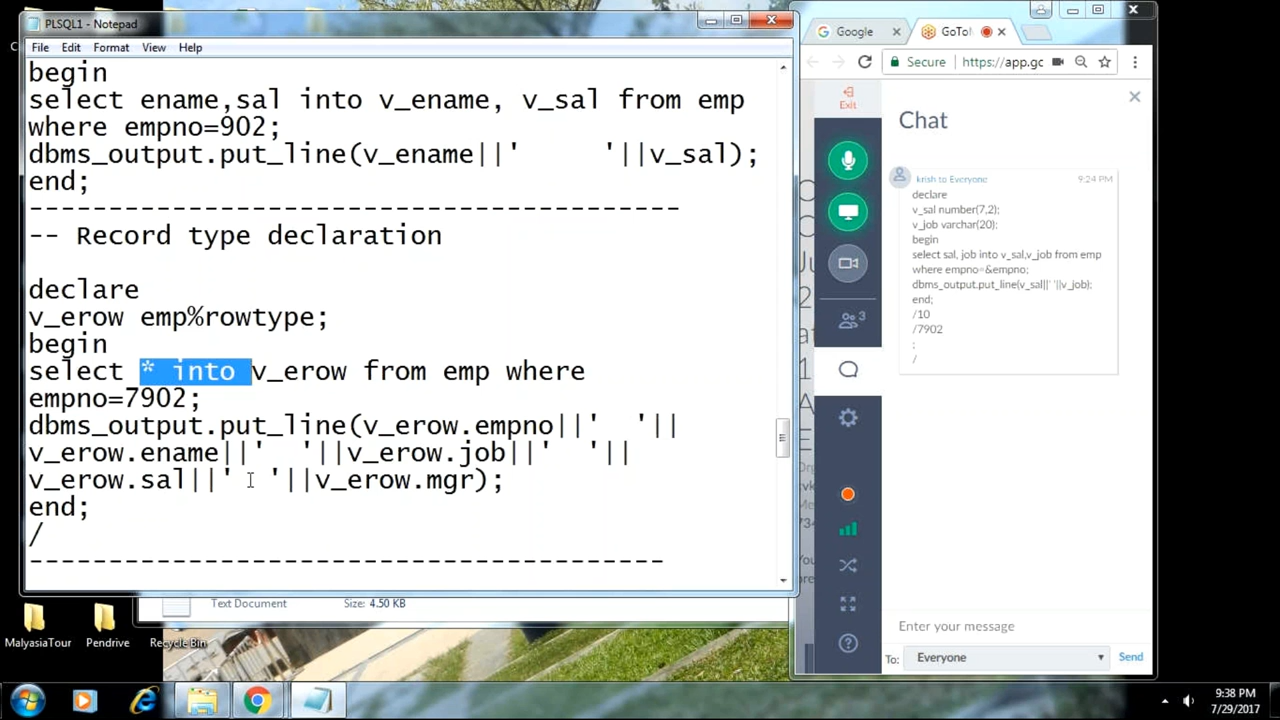 PLSQL1 - Notepad
File Edit Format View Help
begin
select ename,sal into v_ename, v_sal from emp
where empno=902;
dbms_output.put_line(v_ename||'     '||v_sal);
end;
------------------------------------------
-- Record type declaration
declare
v_erow emp%rowtype;
begin
select * into v_erow from emp where
empno=7902;
dbms_output.put_line(v_erow.empno||'  '||
v_erow.ename||'  '||v_erow.job||'  '||
v_erow.sal||'  '||v_erow.mgr);
end;
/
-----------------------------------------
Text Document Size: 4.50 KB
MalyasiaTour Pendrive Recycle Bin
Google
Secure https://app.gc
Exit
3
Chat
krish to Everyone 9:24 PM
declare
v_sal number(7,2);
v_job varchar(20);
begin
select sal, job into v_sal,v_job from emp
where empno=&empno;
dbms_output.put_line(v_sal||' '||v_job);
end;
/10
/7902
;
/
Enter your message
To: Everyone Send
9:38 PM
7/29/2017